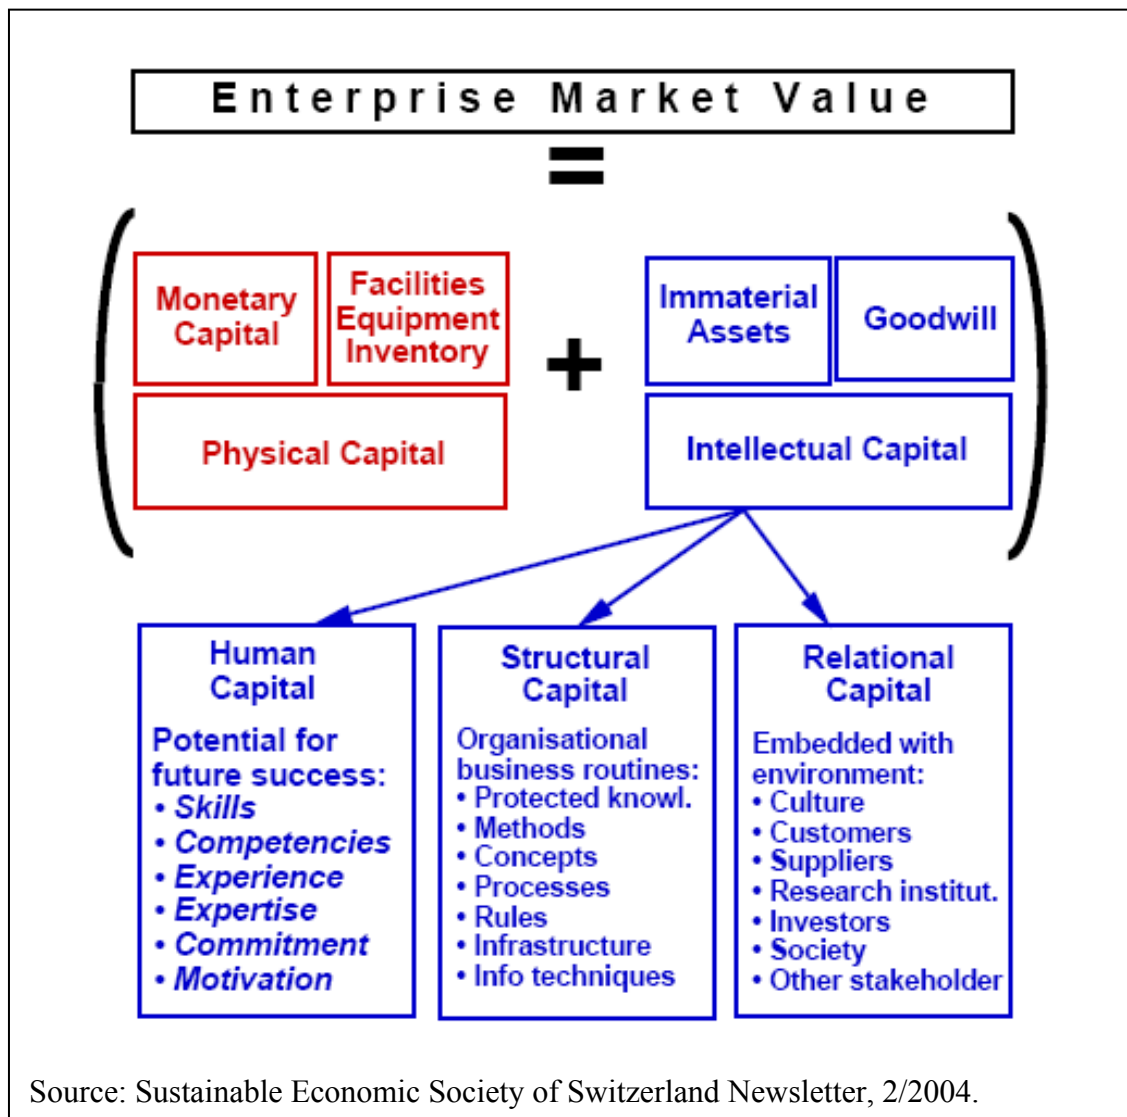 Enterprise Market Value
=
Monetary
Capital
Facilities
Equipment
Inventory
Physical Capital
+
Immaterial
Assets
Goodwill
Intellectual Capital
Human
Capital
Potential for
future success:
• Skills
• Competencies
• Experience
• Expertise
• Commitment
• Motivation
Structural
Capital
Organisational
business routines:
• Protected knowl.
• Methods
• Concepts
• Processes
• Rules
• Infrastructure
• Info techniques
Relational
Capital
Embedded with
environment:
• Culture
• Customers
• Suppliers
• Research institut.
• Investors
• Society
• Other stakeholder
Source: Sustainable Economic Society of Switzerland Newsletter, 2/2004.